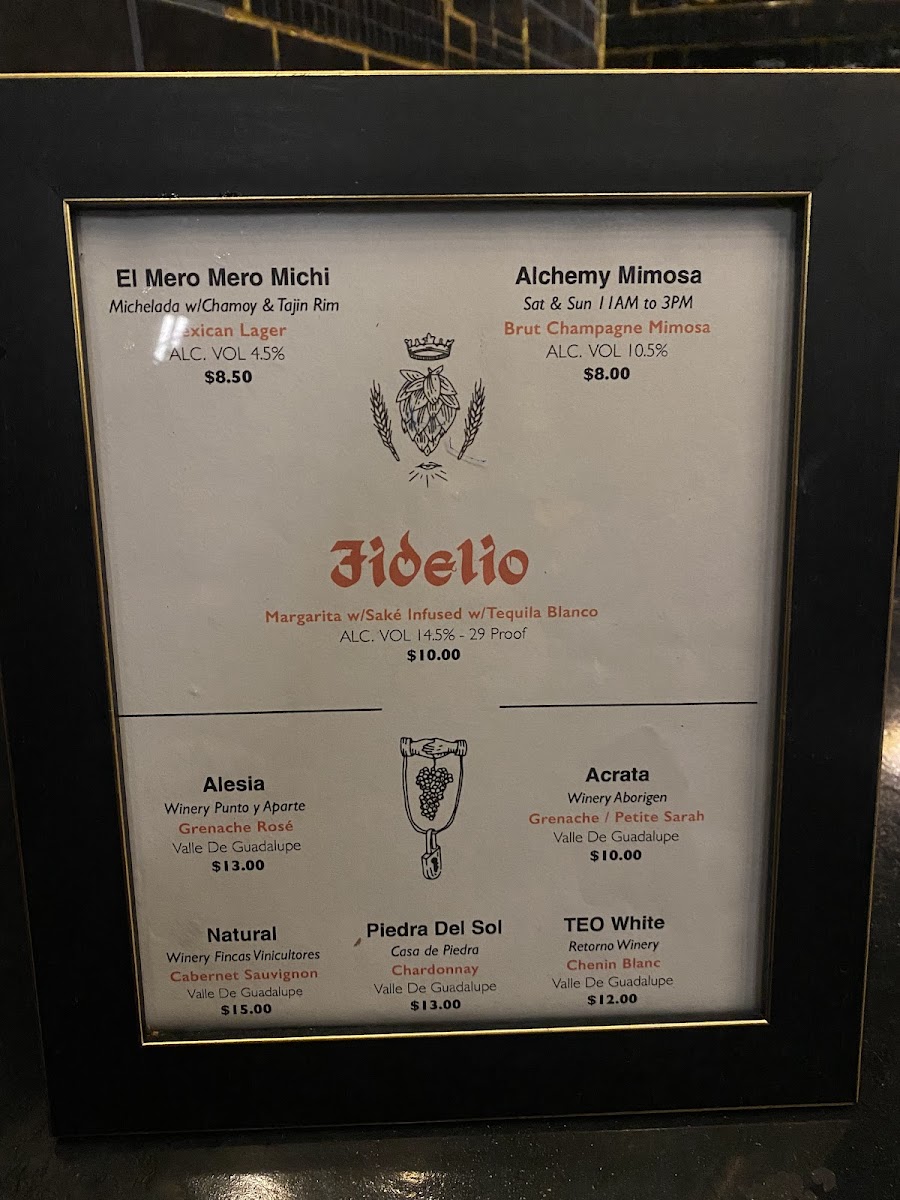 El Mero Mero Michi
Michelada w/Chamoy & Tajin Rim
Mexican Lager
ALC. VOL 4.5%
$8.50
Alchemy Mimosa
Sat & Sun 11AM to 3PM
Brut Champagne Mimosa
ALC. VOL 10.5%
$8.00
Fidelio
Margarita w/Saké Infused w/Tequila Blanco
ALC. VOL 14.5% - 29 Proof
$10.00
Alesia
Winery Punto y Aparte
Grenache Rosé
Valle De Guadalupe
$13.00
Acrata
Winery Aborigen
Grenache / Petite Sarah
Valle De Guadalupe
$10.00
Natural
Winery Fincas Vinicultores
Cabernet Sauvignon
Valle De Guadalupe
$15.00
Piedra Del Sol
Casa de Piedra
Chardonnay
Valle De Guadalupe
$13.00
TEO White
Retorno Winery
Chenin Blanc
Valle De Guadalupe
$12.00